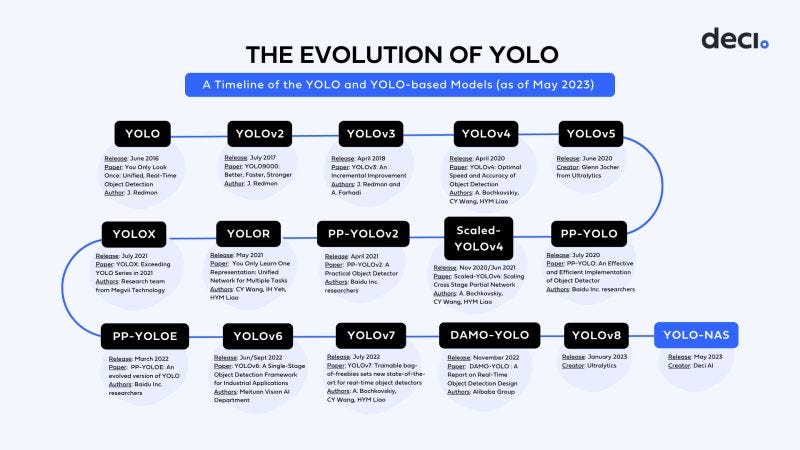 deci.
THE EVOLUTION OF YOLO
A Timeline of the YOLO and YOLO-based Models (as of May 2023)
YOLO
Release: June 2016
Paper: You Only Look
Once: Unified, Real-Time
Object Detection
Author: J. Redmon
YOLOv2
Release: July 2017
Paper: YOLO9000:
Better, Faster, Stronger
Author: J. Redmon
YOLOv3
Release: April 2018
Paper: YOLOv3: An
Incremental Improvement
Authors: J. Redmon and
A. Farhadi
YOLOv4
Release: April 2020
Paper: YOLOv4: Optimal
Speed and Accuracy of
Object Detection
Authors: A. Bochkovskiy,
CY Wang, HYM Liao
YOLOv5
Release: June 2020
Creator: Glenn Jocher
from Ultralytics
YOLOX
Release: July 2021
Paper: YOLOX: Exceeding
YOLO Series in 2021
Authors: Research team
from Megvii Technology
YOLOR
Release: May 2021
Paper: You Only Learn One
Representation: Unified
Network for Multiple Tasks
Authors: CY Wang, IH Yeh,
HYM Liao
PP-YOLOv2
Release: April 2021
Paper: PP-YOLOv2: A
Practical Object Detector
Authors: Baidu Inc.
researchers
Scaled-
YOLOv4
Release: Nov 2020/Jun 2021
Paper: Scaled-YOLOv4: Scaling
Cross Stage Partial Network
Authors: A. Bochkovskiy,
CY Wang, HYM Liao
PP-YOLO
Release: July 2020
Paper: PP-YOLO: An Effective
and Efficient Implementation
of Object Detector
Authors: Baidu Inc. researchers
PP-YOLOE
Release: March 2022
Paper: PP-YOLOE: An
evolved version of YOLO
Authors: Baidu Inc.
researchers
YOLOv6
Release: Jun/Sept 2022
Paper: YOLOv6: A Single-Stage
Object Detection Framework
for Industrial Applications
Authors: Meituan Vision AI
Department
YOLOv7
Release: July 2022
Paper: YOLOv7: Trainable bag-
of-freebies sets new state-of-the-
art for real-time object detectors
Authors: A. Bochkovskiy,
CY Wang, HYM Liao
DAMO-YOLO
Release: November 2022
Paper: DAMO-YOLO : A
Report on Real-Time
Object Detection Design
Authors: Alibaba Group
YOLOv8
Release: January 2023
Creator: Ultralytics
YOLO-NAS
Release: May 2023
Creator: Deci AI